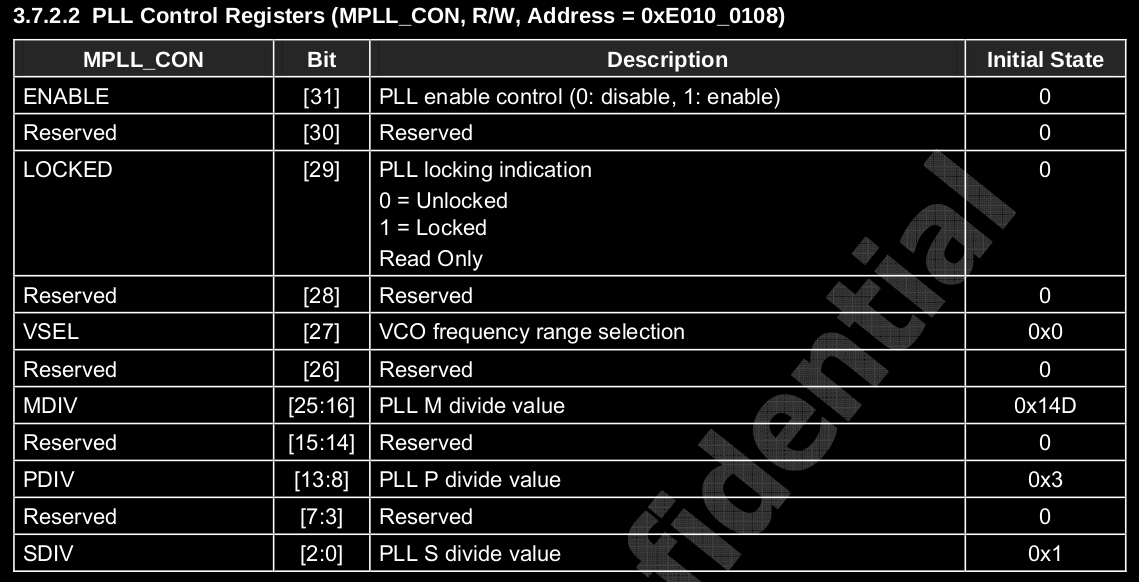 3.7.2.2 PLL Control Registers (MPLL_CON, R/W, Address = 0xE010_0108)
MPLL_CON Bit Description Initial State
ENABLE [31] PLL enable control (0: disable, 1: enable) 0
Reserved [30] Reserved 0
LOCKED [29] PLL locking indication 0
0 = Unlocked
1 = Locked
Read Only
Reserved [28] Reserved 0
VSEL [27] VCO frequency range selection 0x0
Reserved [26] Reserved 0
MDIV [25:16] PLL M divide value 0x14D
Reserved [15:14] Reserved 0
PDIV [13:8] PLL P divide value 0x3
Reserved [7:3] Reserved 0
SDIV [2:0] PLL S divide value 0x1
fidential